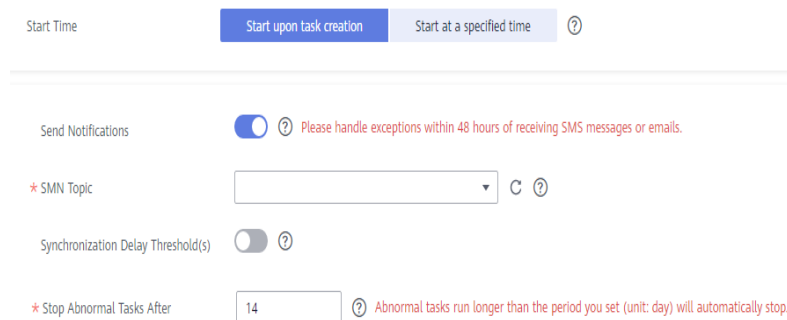 Start Time Start upon task creation Start at a specified time ?
Send Notifications ? Please handle exceptions within 48 hours of receiving SMS messages or emails.
* SMN Topic ?
Synchronization Delay Threshold(s) ?
* Stop Abnormal Tasks After 14 ? Abnormal tasks run longer than the period you set (unit: day) will automatically stop.